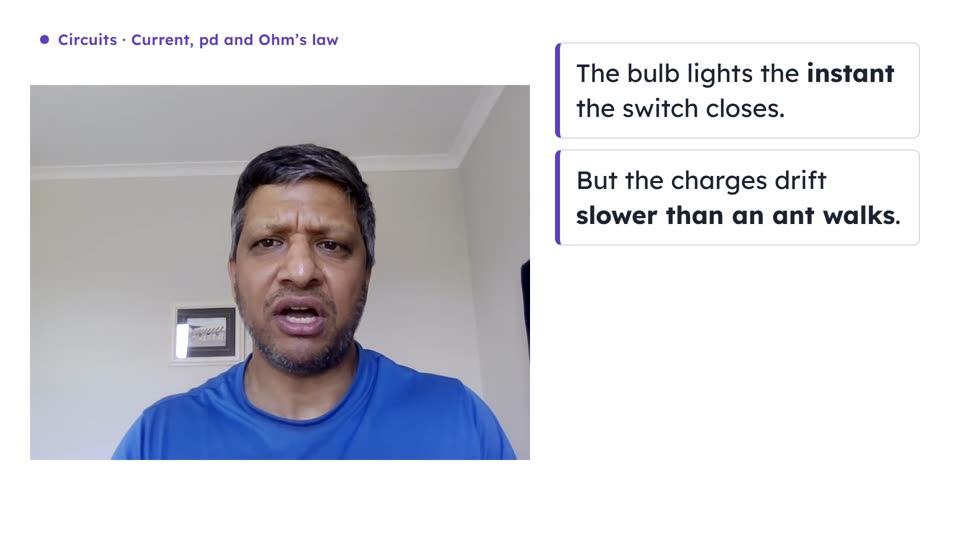 Circuits · Current, pd and Ohm’s law
The bulb lights the instant
the switch closes.
But the charges drift
slower than an ant walks.